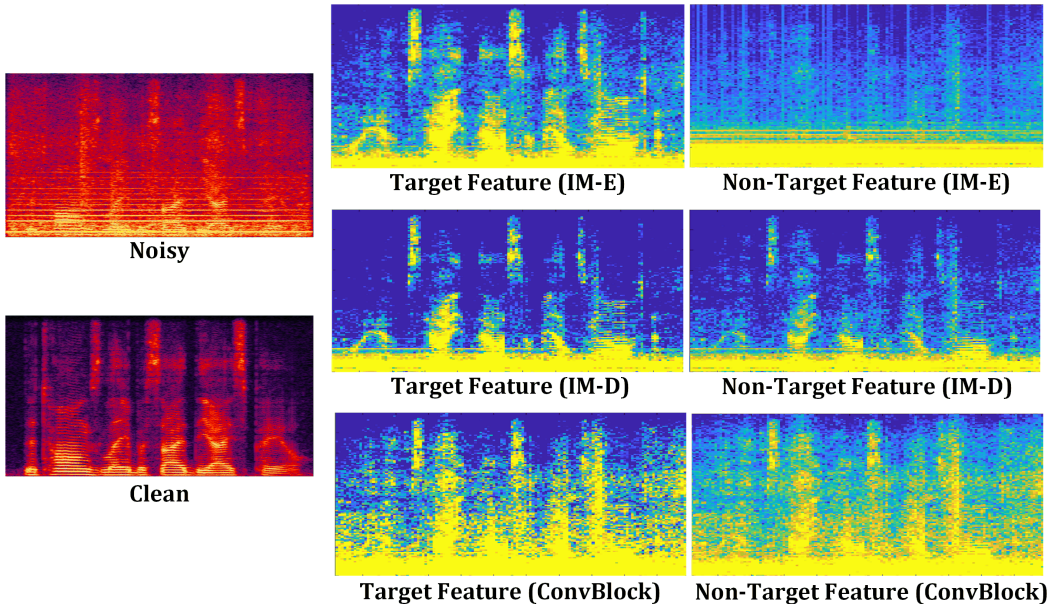 Noisy
Clean
Target Feature (IM-E)
Non-Target Feature (IM-E)
Target Feature (IM-D)
Non-Target Feature (IM-D)
Target Feature (ConvBlock)
Non-Target Feature (ConvBlock)